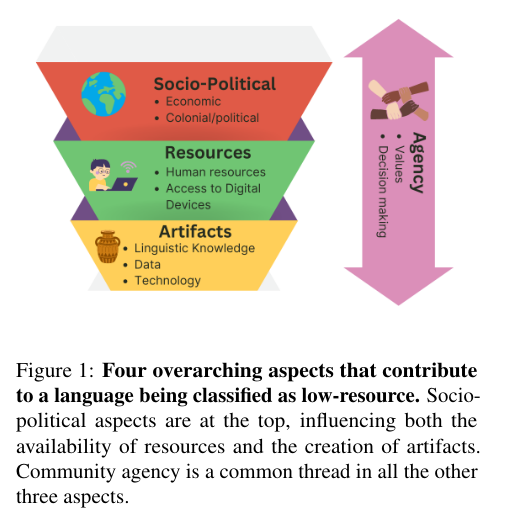 Socio-Political
• Economic
• Colonial/political
Resources
• Human resources
• Access to Digital
Devices
Artifacts
• Linguistic Knowledge
• Data
• Technology
Agency
• Values
• Decision making
Figure 1: Four overarching aspects that contribute
to a language being classified as low-resource. Socio-
political aspects are at the top, influencing both the
availability of resources and the creation of artifacts.
Community agency is a common thread in all the other
three aspects.